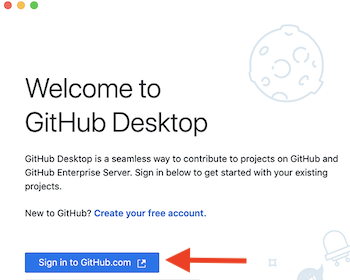 Welcome to
GitHub Desktop
GitHub Desktop is a seamless way to contribute to projects on GitHub and
GitHub Enterprise Server. Sign in below to get started with your existing
projects.
New to GitHub? Create your free account.
Sign in to GitHub.com